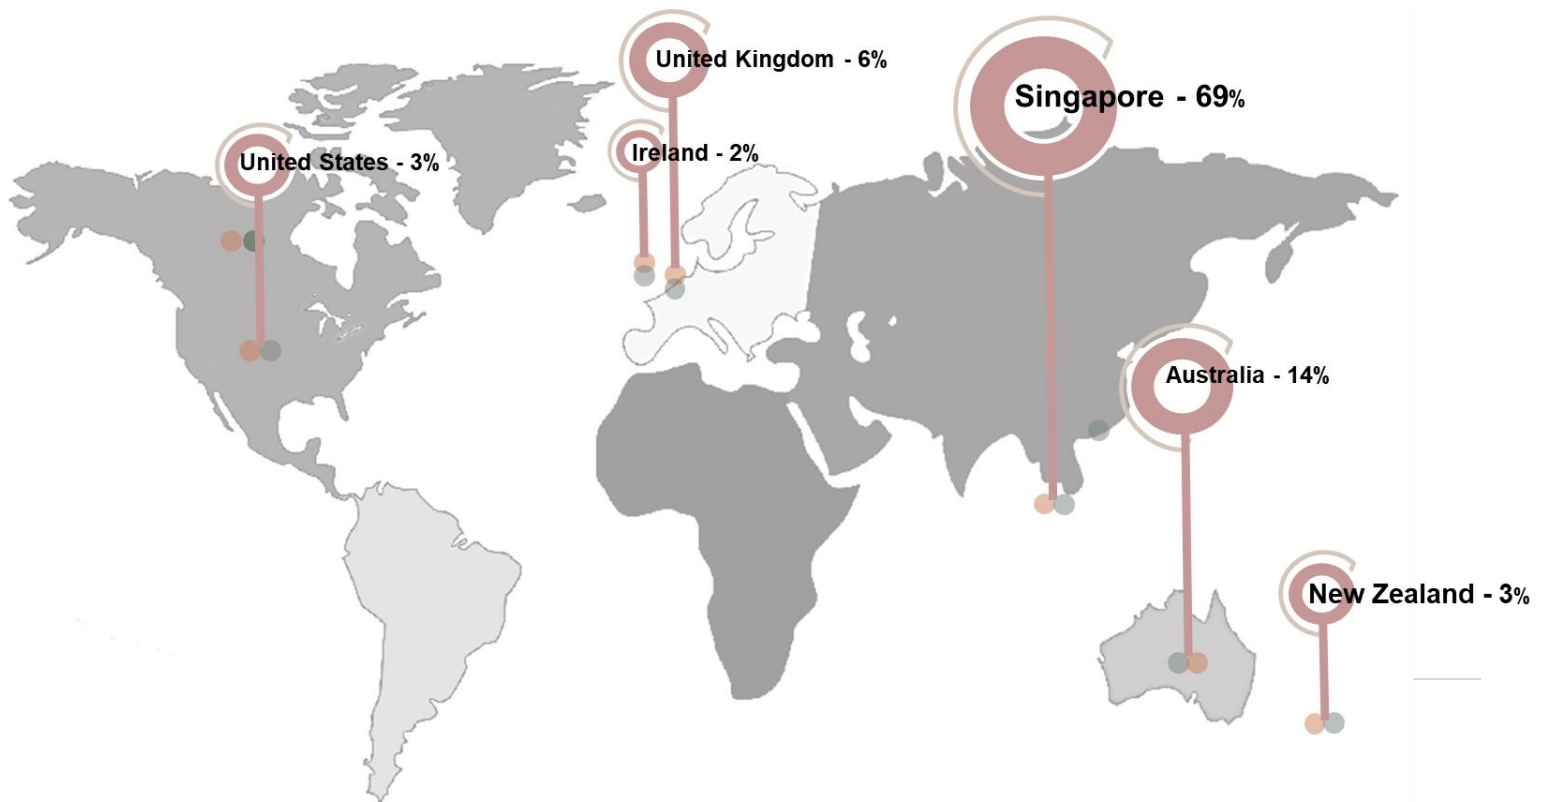 United Kingdom - 6%
Singapore - 69%
Ireland - 2%
United States - 3%
Australia - 14%
New Zealand - 3%